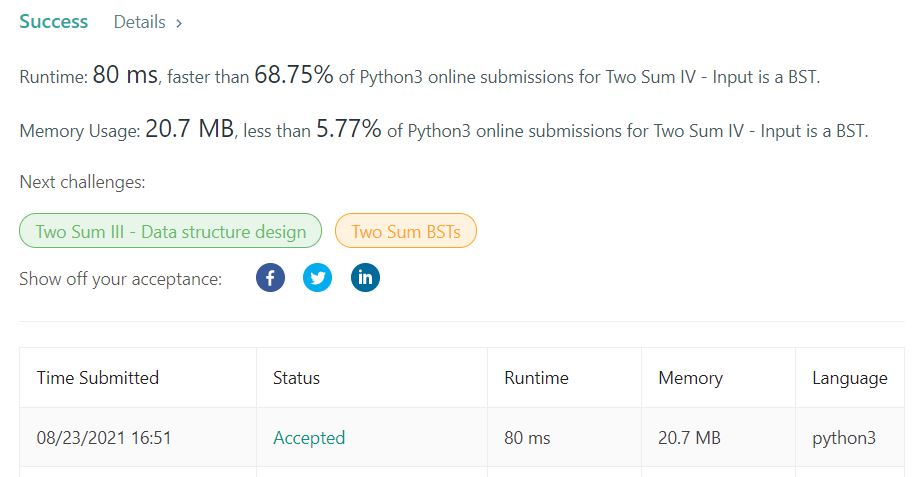 Success Details >
Runtime: 80 ms, faster than 68.75% of Python3 online submissions for Two Sum IV - Input is a BST.
Memory Usage: 20.7 MB, less than 5.77% of Python3 online submissions for Two Sum IV - Input is a BST.
Next challenges:
Two Sum III - Data structure design Two Sum BSTs
Show off your acceptance: f in
Time Submitted Status Runtime Memory Language
08/23/2021 16:51 Accepted 80 ms 20.7 MB python3